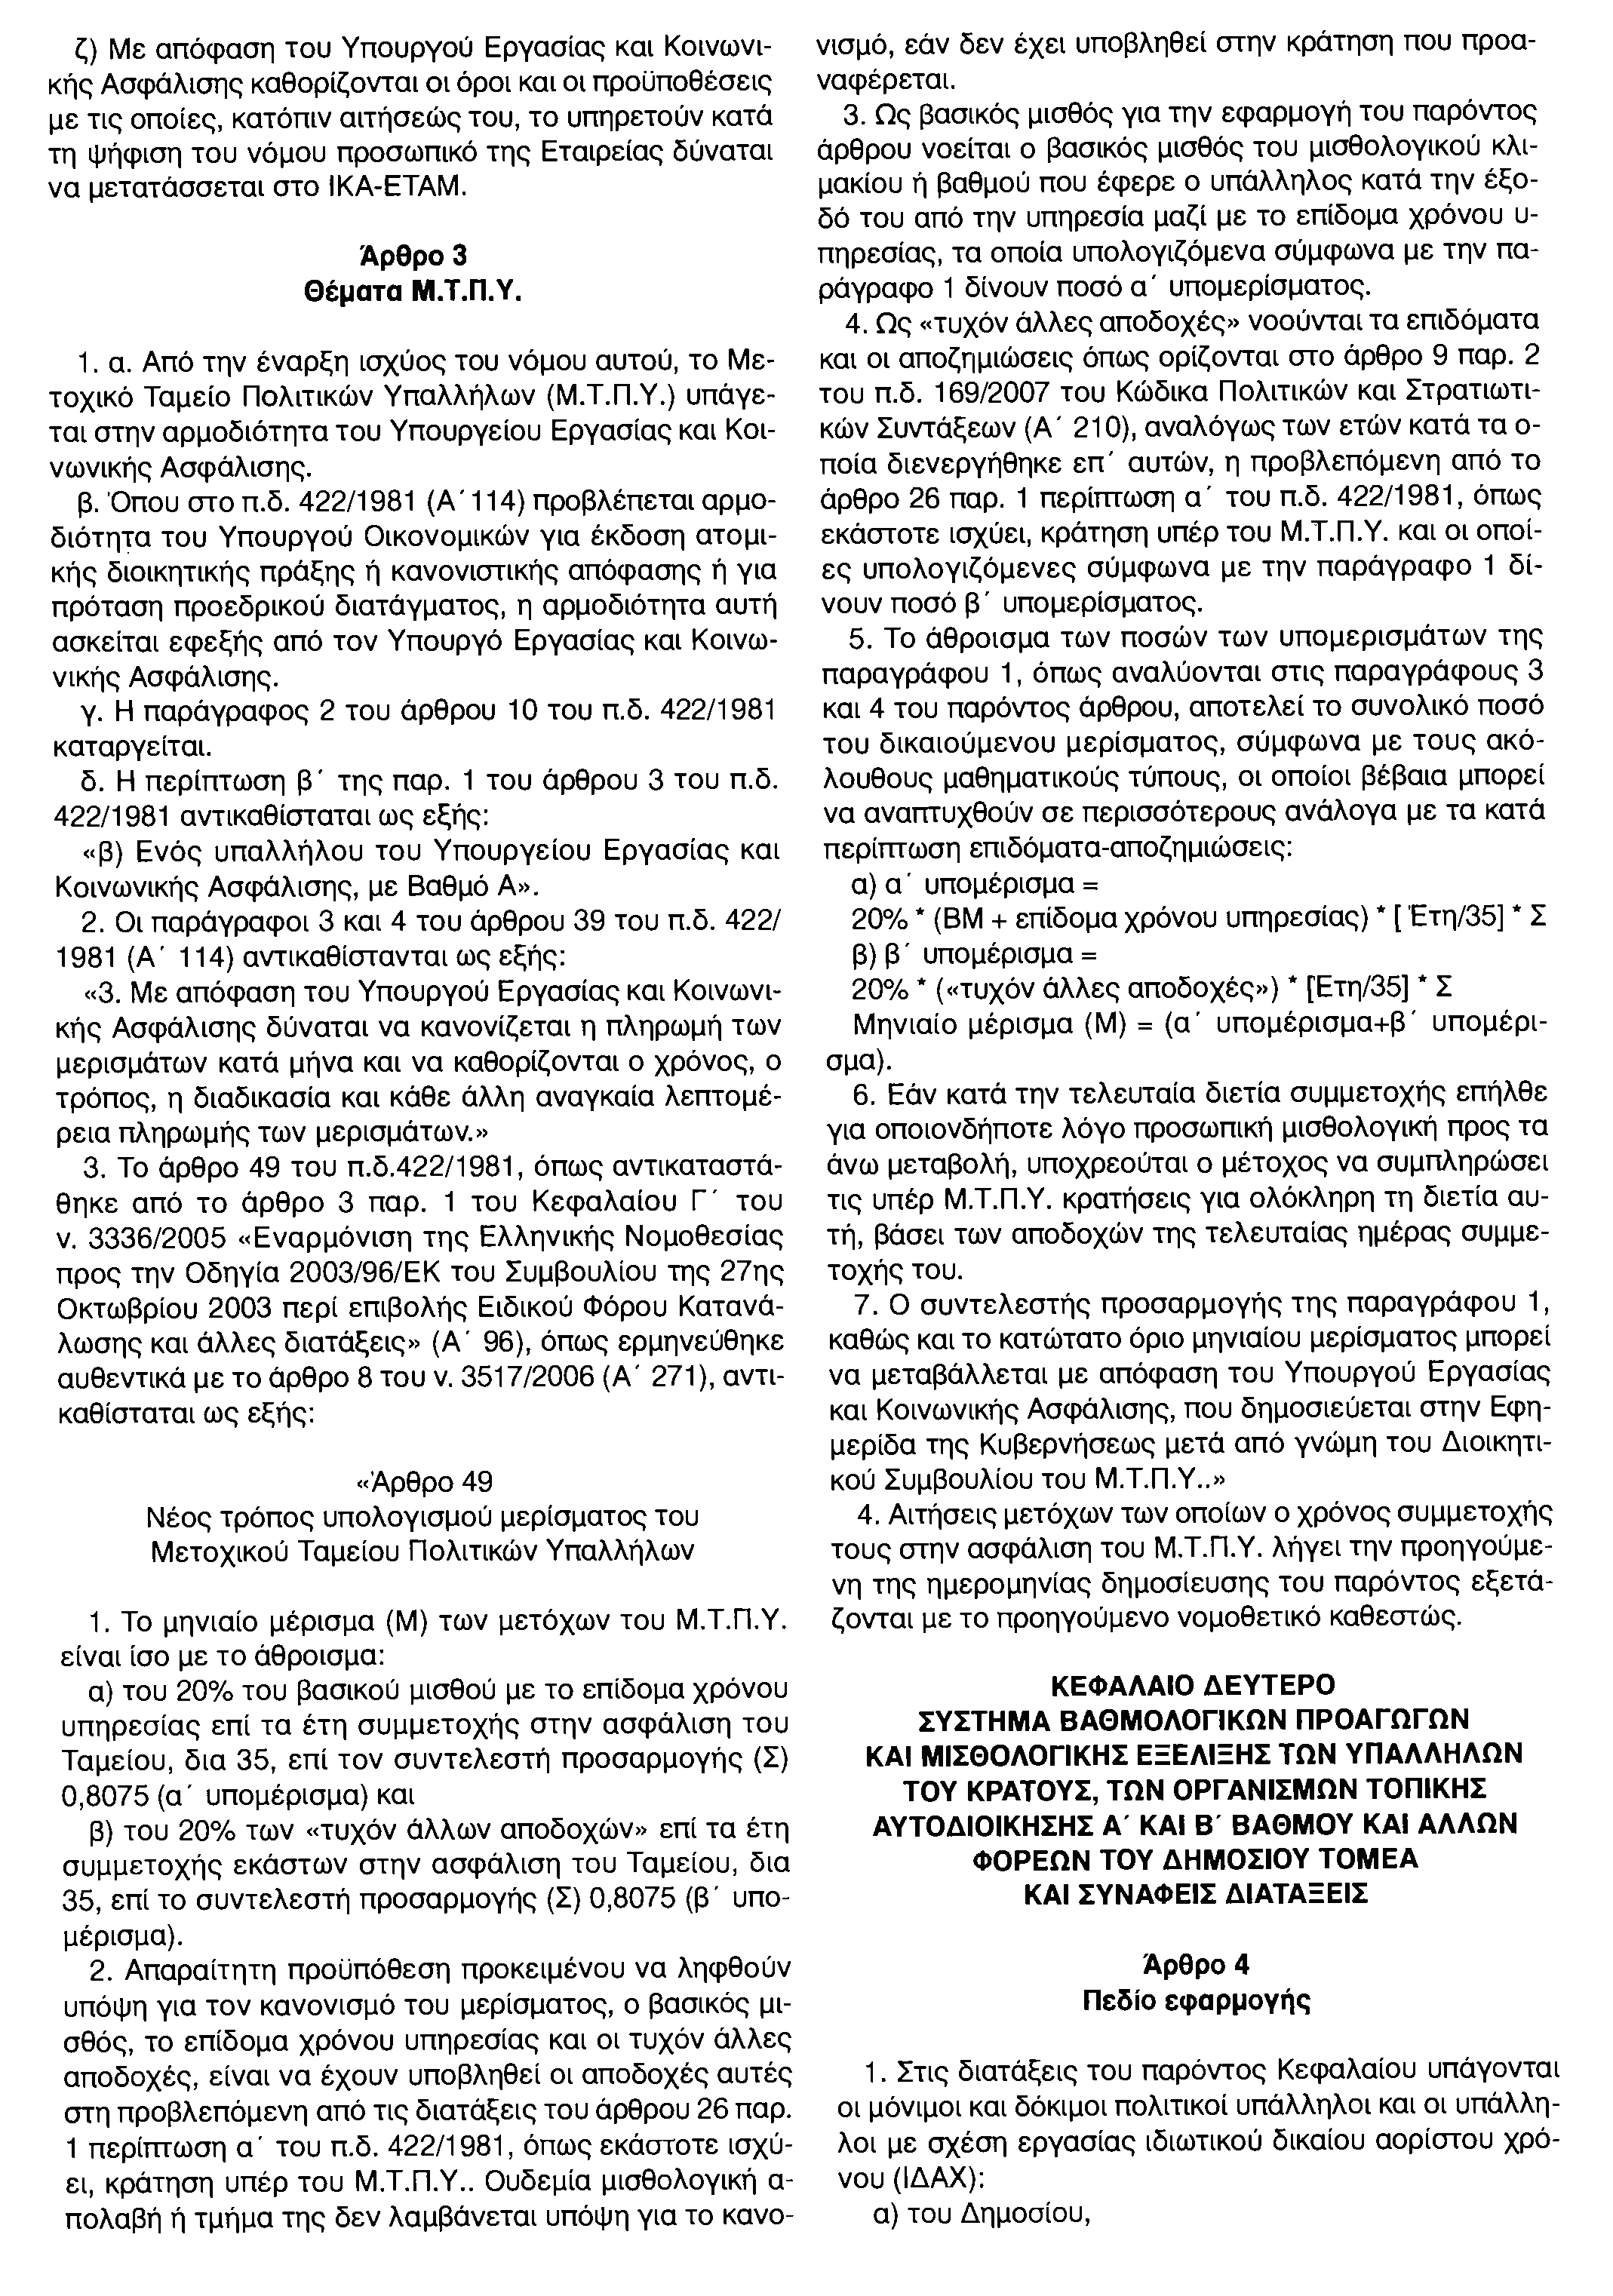 ζ) Με απόφαση του Υπουργού Εργασίας και Κοινωνι-
κής Ασφάλισης καθορίζονται οι όροι και οι προϋποθέσεις
με τις οποίες, κατόπιν αιτήσεώς του, το υπηρετούν κατά
τη ψήφιση του νόμου προσωπικό της Εταιρείας δύναται
να μετατάσσεται στο ΙΚΑ-ΕΤΑΜ.
Άρθρο 3
Θέματα Μ.Τ.Π.Υ.
1. α. Από την έναρξη ισχύος του νόμου αυτού, το Με-
τοχικό Ταμείο Πολιτικών Υπαλλήλων (Μ.Τ.Π.Υ.) υπάγε-
ται στην αρμοδιότητα του Υπουργείου Εργασίας και Κοι-
νωνικής Ασφάλισης.
β. Όπου στο π.δ. 422/1981 (Α΄ 114) προβλέπεται αρμο-
διότητα του Υπουργού Οικονομικών για έκδοση ατομι-
κής διοικητικής πράξης ή κανονιστικής απόφασης ή για
πρόταση προεδρικού διατάγματος, η αρμοδιότητα αυτή
ασκείται εφεξής από τον Υπουργό Εργασίας και Κοινω-
νικής Ασφάλισης.
γ. Η παράγραφος 2 του άρθρου 10 του π.δ. 422/1981
καταργείται.
δ. Η περίπτωση β΄ της παρ. 1 του άρθρου 3 του π.δ.
422/1981 αντικαθίσταται ως εξής:
«β) Ενός υπαλλήλου του Υπουργείου Εργασίας και
Κοινωνικής Ασφάλισης, με Βαθμό Α».
2. Οι παράγραφοι 3 και 4 του άρθρου 39 του π.δ. 422/
1981 (Α΄ 114) αντικαθίστανται ως εξής:
«3. Με απόφαση του Υπουργού Εργασίας και Κοινωνι-
κής Ασφάλισης δύναται να κανονίζεται η πληρωμή των
μερισμάτων κατά μήνα και να καθορίζονται ο χρόνος, ο
τρόπος, η διαδικασία και κάθε άλλη αναγκαία λεπτομέ-
ρεια πληρωμής των μερισμάτων.»
3. Το άρθρο 49 του π.δ.422/1981, όπως αντικαταστά-
θηκε από το άρθρο 3 παρ. 1 του Κεφαλαίου Γ΄ του
ν. 3336/2005 «Εναρμόνιση της Ελληνικής Νομοθεσίας
προς την Οδηγία 2003/96/ΕΚ του Συμβουλίου της 27ης
Οκτωβρίου 2003 περί επιβολής Ειδικού Φόρου Κατανά-
λωσης και άλλες διατάξεις» (Α΄ 96), όπως ερμηνεύθηκε
αυθεντικά με το άρθρο 8 του ν. 3517/2006 (Α΄ 271), αντι-
καθίσταται ως εξής:
«Άρθρο 49
Νέος τρόπος υπολογισμού μερίσματος του
Μετοχικού Ταμείου Πολιτικών Υπαλλήλων
1. Το μηνιαίο μέρισμα (Μ) των μετόχων του Μ.Τ.Π.Υ.
είναι ίσο με το άθροισμα:
α) του 20% του βασικού μισθού με το επίδομα χρόνου
υπηρεσίας επί τα έτη συμμετοχής στην ασφάλιση του
Ταμείου, δια 35, επί τον συντελεστή προσαρμογής (Σ)
0,8075 (α΄ υπομέρισμα) και
β) του 20% των «τυχόν άλλων αποδοχών» επί τα έτη
συμμετοχής εκάστων στην ασφάλιση του Ταμείου, δια
35, επί το συντελεστή προσαρμογής (Σ) 0,8075 (β΄ υπο-
μέρισμα).
2. Απαραίτητη προϋπόθεση προκειμένου να ληφθούν
υπόψη για τον κανονισμό του μερίσματος, ο βασικός μι-
σθός, το επίδομα χρόνου υπηρεσίας και οι τυχόν άλλες
αποδοχές, είναι να έχουν υποβληθεί οι αποδοχές αυτές
στη προβλεπόμενη από τις διατάξεις του άρθρου 26 παρ.
1 περίπτωση α΄ του π.δ. 422/1981, όπως εκάστοτε ισχύ-
ει, κράτηση υπέρ του Μ.Τ.Π.Υ.. Ουδεμία μισθολογική α-
πολαβή ή τμήμα της δεν λαμβάνεται υπόψη για το κανο-
νισμό, εάν δεν έχει υποβληθεί στην κράτηση που προα-
ναφέρεται.
3. Ως βασικός μισθός για την εφαρμογή του παρόντος
άρθρου νοείται ο βασικός μισθός του μισθολογικού κλι-
μακίου ή βαθμού που έφερε ο υπάλληλος κατά την έξο-
δό του από την υπηρεσία μαζί με το επίδομα χρόνου υ-
πηρεσίας, τα οποία υπολογιζόμενα σύμφωνα με την πα-
ράγραφο 1 δίνουν ποσό α΄ υπομερίσματος.
4. Ως «τυχόν άλλες αποδοχές» νοούνται τα επιδόματα
και οι αποζημιώσεις όπως ορίζονται στο άρθρο 9 παρ. 2
του π.δ. 169/2007 του Κώδικα Πολιτικών και Στρατιωτι-
κών Συντάξεων (Α΄ 210), αναλόγως των ετών κατά τα ο-
ποία διενεργήθηκε επ΄ αυτών, η προβλεπόμενη από το
άρθρο 26 παρ. 1 περίπτωση α΄ του π.δ. 422/1981, όπως
εκάστοτε ισχύει, κράτηση υπέρ του Μ.Τ.Π.Υ. και οι οποί-
ες υπολογιζόμενες σύμφωνα με την παράγραφο 1 δί-
νουν ποσό β΄ υπομερίσματος.
5. Το άθροισμα των ποσών των υπομερισμάτων της
παραγράφου 1, όπως αναλύονται στις παραγράφους 3
και 4 του παρόντος άρθρου, αποτελεί το συνολικό ποσό
του δικαιούμενου μερίσματος, σύμφωνα με τους ακό-
λουθους μαθηματικούς τύπους, οι οποίοι βέβαια μπορεί
να αναπτυχθούν σε περισσότερους ανάλογα με τα κατά
περίπτωση επιδόματα-αποζημιώσεις:
α) α΄ υπομέρισμα =
20% * (ΒΜ + επίδομα χρόνου υπηρεσίας) * [Έτη/35] * Σ
β) β΄ υπομέρισμα =
20% * («τυχόν άλλες αποδοχές») * [Έτη/35] * Σ
Μηνιαίο μέρισμα (Μ) = (α΄ υπομέρισμα+β΄ υπομέρι-
σμα).
6. Εάν κατά την τελευταία διετία συμμετοχής επήλθε
για οποιονδήποτε λόγο προσωπική μισθολογική προς τα
άνω μεταβολή, υποχρεούται ο μέτοχος να συμπληρώσει
τις υπέρ Μ.Τ.Π.Υ. κρατήσεις για ολόκληρη τη διετία αυ-
τή, βάσει των αποδοχών της τελευταίας ημέρας συμμε-
τοχής του.
7. Ο συντελεστής προσαρμογής της παραγράφου 1,
καθώς και το κατώτατο όριο μηνιαίου μερίσματος μπορεί
να μεταβάλλεται με απόφαση του Υπουργού Εργασίας
και Κοινωνικής Ασφάλισης, που δημοσιεύεται στην Εφη-
μερίδα της Κυβερνήσεως μετά από γνώμη του Διοικητι-
κού Συμβουλίου του Μ.Τ.Π.Υ..»
4. Αιτήσεις μετόχων των οποίων ο χρόνος συμμετοχής
τους στην ασφάλιση του Μ.Τ.Π.Υ. λήγει την προηγούμε-
νη της ημερομηνίας δημοσίευσης του παρόντος εξετά-
ζονται με το προηγούμενο νομοθετικό καθεστώς.
ΚΕΦΑΛΑΙΟ ΔΕΥΤΕΡΟ
ΣΥΣΤΗΜΑ ΒΑΘΜΟΛΟΓΙΚΩΝ ΠΡΟΑΓΩΓΩΝ
ΚΑΙ ΜΙΣΘΟΛΟΓΙΚΗΣ ΕΞΕΛΙΞΗΣ ΤΩΝ ΥΠΑΛΛΗΛΩΝ
ΤΟΥ ΚΡΑΤΟΥΣ, ΤΩΝ ΟΡΓΑΝΙΣΜΩΝ ΤΟΠΙΚΗΣ
ΑΥΤΟΔΙΟΙΚΗΣΗΣ Α΄ ΚΑΙ Β΄ ΒΑΘΜΟΥ ΚΑΙ ΑΛΛΩΝ
ΦΟΡΕΩΝ ΤΟΥ ΔΗΜΟΣΙΟΥ ΤΟΜΕΑ
ΚΑΙ ΣΥΝΑΦΕΙΣ ΔΙΑΤΑΞΕΙΣ
Άρθρο 4
Πεδίο εφαρμογής
1. Στις διατάξεις του παρόντος Κεφαλαίου υπάγονται
οι μόνιμοι και δόκιμοι πολιτικοί υπάλληλοι και οι υπάλλη-
λοι με σχέση εργασίας ιδιωτικού δικαίου αορίστου χρό-
νου (ΙΔΑΧ):
α) του Δημοσίου,